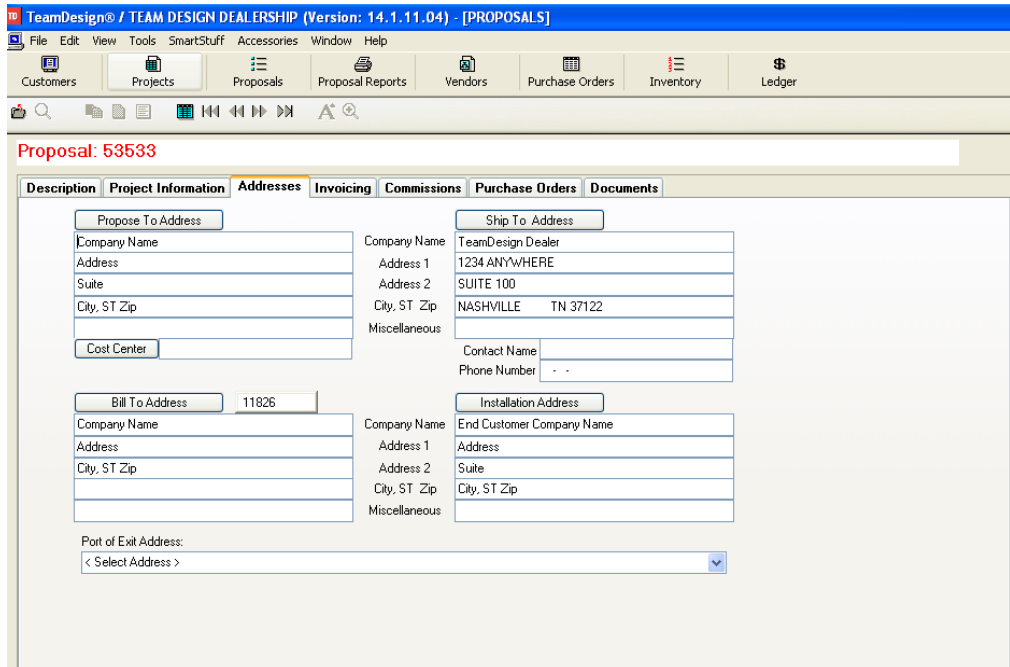 TeamDesign® / TEAM DESIGN DEALERSHIP (Version: 14.1.11.04) - [PROPOSALS]
File Edit View Tools SmartStuff Accessories Window Help
Customers Projects Proposals Proposal Reports Vendors Purchase Orders Inventory Ledger
Proposal: 53533
Description Project Information Addresses Invoicing Commissions Purchase Orders Documents
Propose To Address Ship To Address
Company Name Company Name TeamDesign Dealer
Address Address 1 1234 ANYWHERE
Suite Address 2 SUITE 100
City, ST Zip City, ST Zip NASHVILLE TN 37122
Miscellaneous
Cost Center Contact Name
Phone Number - -
Bill To Address 11826 Installation Address
Company Name Company Name End Customer Company Name
Address Address 1 Address
City, ST Zip Address 2 Suite
City, ST Zip City, ST Zip
Miscellaneous
Port of Exit Address:
< Select Address >